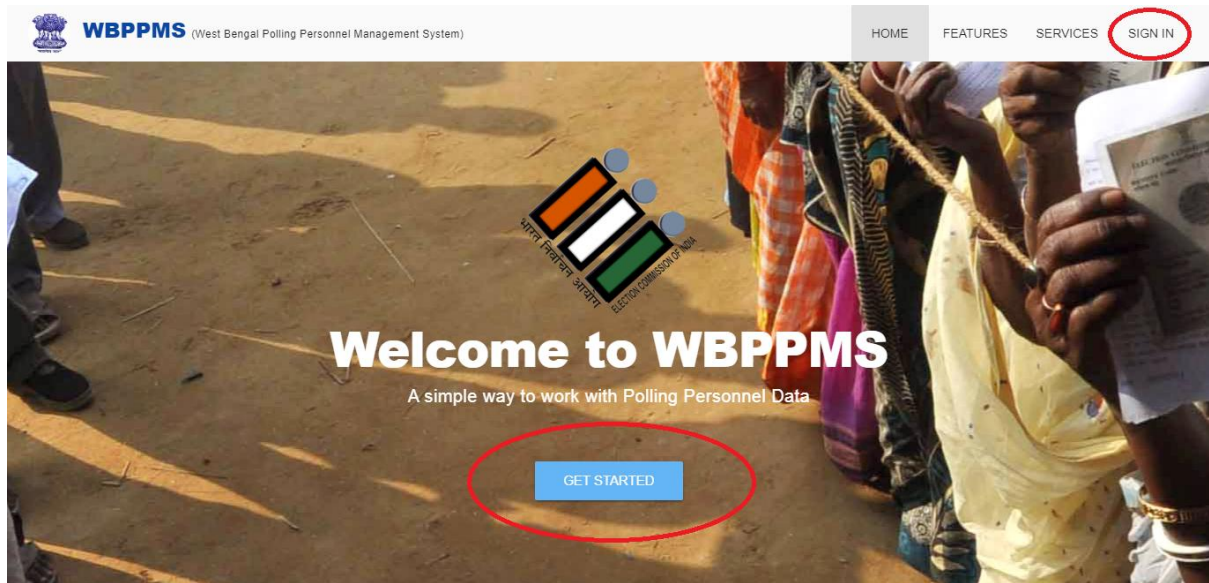 WBPPMS (West Bengal Polling Personnel Management System)
HOME FEATURES SERVICES SIGN IN
भारत निर्वाचन आयोग
ELECTION COMMISSION OF INDIA
Welcome to WBPPMS
A simple way to work with Polling Personnel Data
GET STARTED